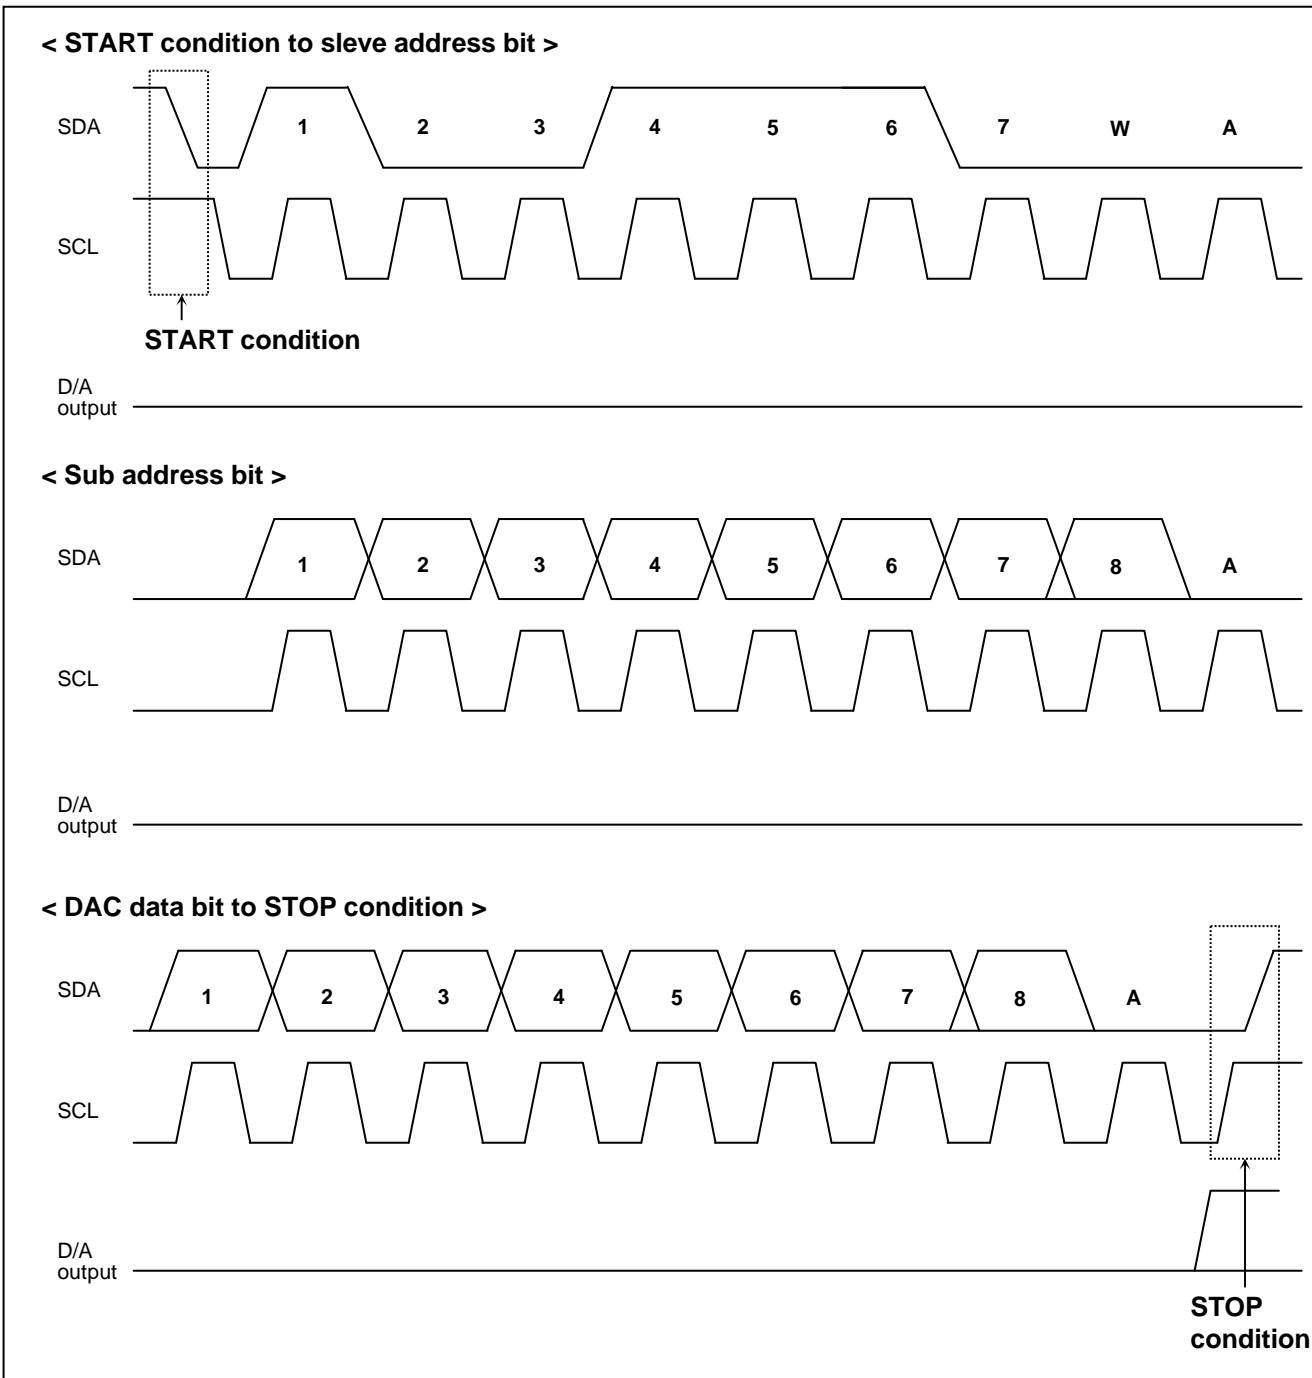 < START condition to sleve address bit >
SDA 1 2 3 4 5 6 7 W A
SCL
START condition
D/A
output
< Sub address bit >
SDA 1 2 3 4 5 6 7 8 A
SCL
D/A
output
< DAC data bit to STOP condition >
SDA 1 2 3 4 5 6 7 8 A
SCL
D/A
output
STOP
condition